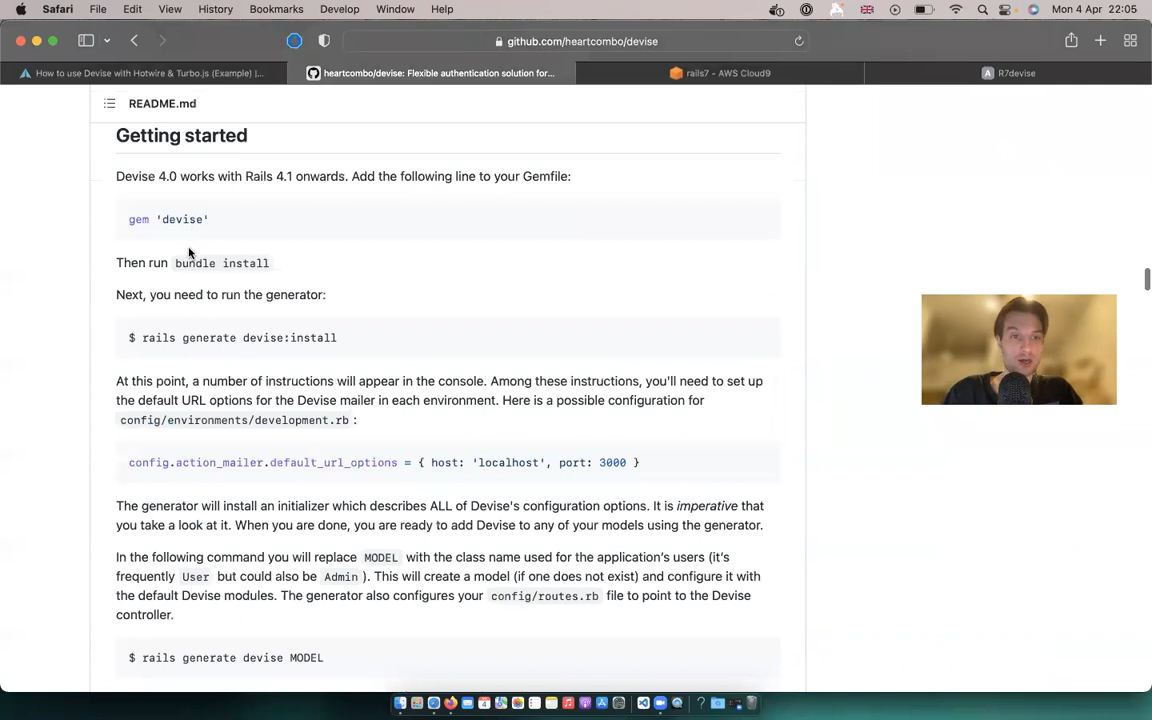 Safari File Edit View History Bookmarks Develop Window Help Mon 4 Apr 22:05
github.com/heartcombo/devise
How to use Devise with Hotwire & Turbo.js (Example) |... heartcombo/devise: Flexible authentication solution for... rails7 - AWS Cloud9 A R7devise
README.md
Getting started
Devise 4.0 works with Rails 4.1 onwards. Add the following line to your Gemfile:
gem 'devise'
Then run bundle install
Next, you need to run the generator:
$ rails generate devise:install
At this point, a number of instructions will appear in the console. Among these instructions, you'll need to set up
the default URL options for the Devise mailer in each environment. Here is a possible configuration for
config/environments/development.rb :
config.action_mailer.default_url_options = { host: 'localhost', port: 3000 }
The generator will install an initializer which describes ALL of Devise's configuration options. It is imperative that
you take a look at it. When you are done, you are ready to add Devise to any of your models using the generator.
In the following command you will replace MODEL with the class name used for the application's users (it's
frequently User but could also be Admin ). This will create a model (if one does not exist) and configure it with
the default Devise modules. The generator also configures your config/routes.rb file to point to the Devise
controller.
$ rails generate devise MODEL